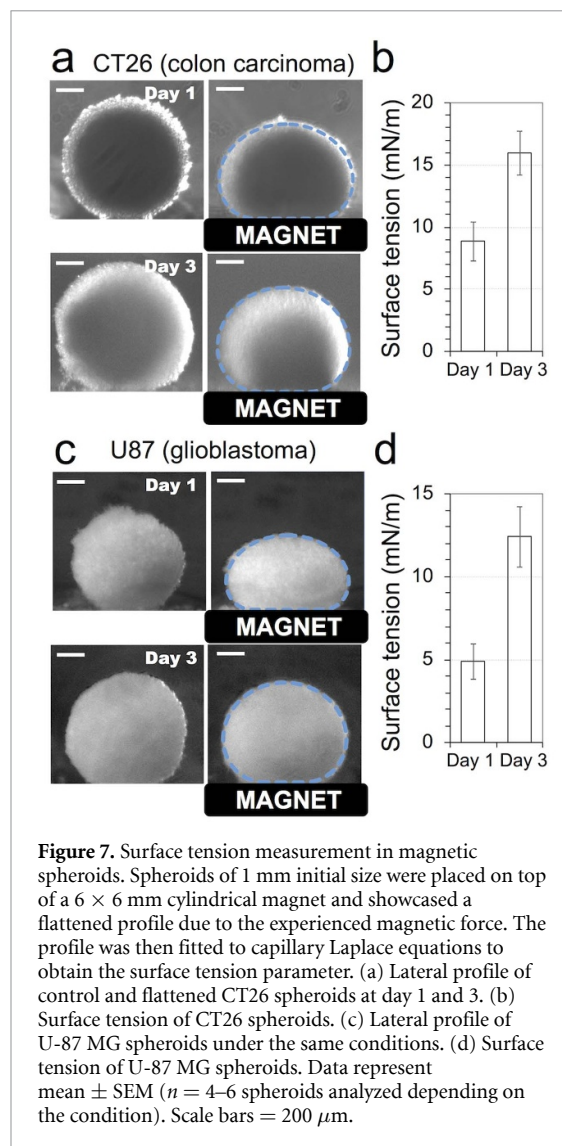 a CT26 (colon carcinoma)
Day 1
MAGNET
Day 3
MAGNET
b
Surface tension (mN/m)
20
15
10
5
0
Day 1 Day 3
c U87 (glioblastoma)
Day 1
MAGNET
Day 3
MAGNET
d
Surface tension (mN/m)
15
10
5
0
Day 1 Day 3
Figure 7. Surface tension measurement in magnetic
spheroids. Spheroids of 1 mm initial size were placed on top
of a 6 × 6 mm cylindrical magnet and showcased a
flattened profile due to the experienced magnetic force. The
profile was then fitted to capillary Laplace equations to
obtain the surface tension parameter. (a) Lateral profile of
control and flattened CT26 spheroids at day 1 and 3. (b)
Surface tension of CT26 spheroids. (c) Lateral profile of
U-87 MG spheroids under the same conditions. (d) Surface
tension of U-87 MG spheroids. Data represent
mean ± SEM (n = 4–6 spheroids analyzed depending on
the condition). Scale bars = 200 μm.